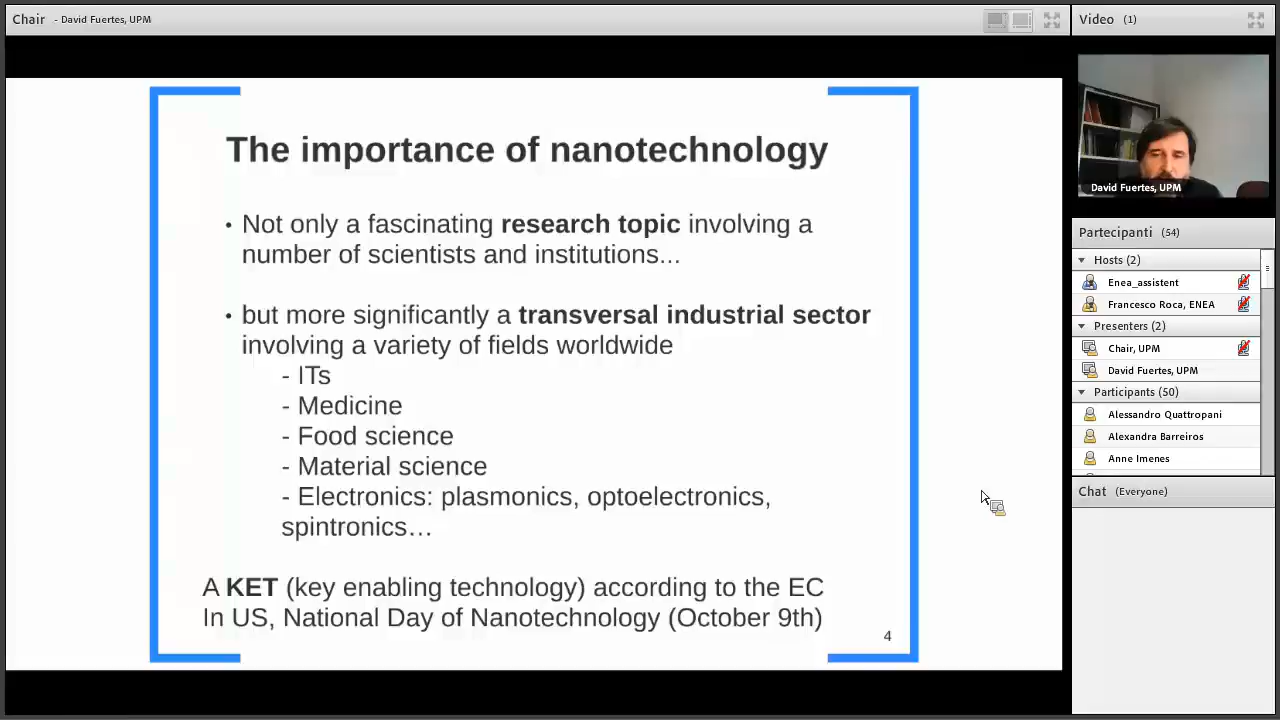 Chair - David Fuertes, UPM
The importance of nanotechnology
• Not only a fascinating research topic involving a
number of scientists and institutions...
• but more significantly a transversal industrial sector
involving a variety of fields worldwide
- ITs
- Medicine
- Food science
- Material science
- Electronics: plasmonics, optoelectronics,
spintronics…
A KET (key enabling technology) according to the EC
In US, National Day of Nanotechnology (October 9th)
4
Video (1)
David Fuertes, UPM
Partecipanti (54)
Hosts (2)
Enea_assistent
Francesco Roca, ENEA
Presenters (2)
Chair, UPM
David Fuertes, UPM
Participants (50)
Alessandro Quattropani
Alexandra Barreiros
Anne Imenes
Chat (Everyone)